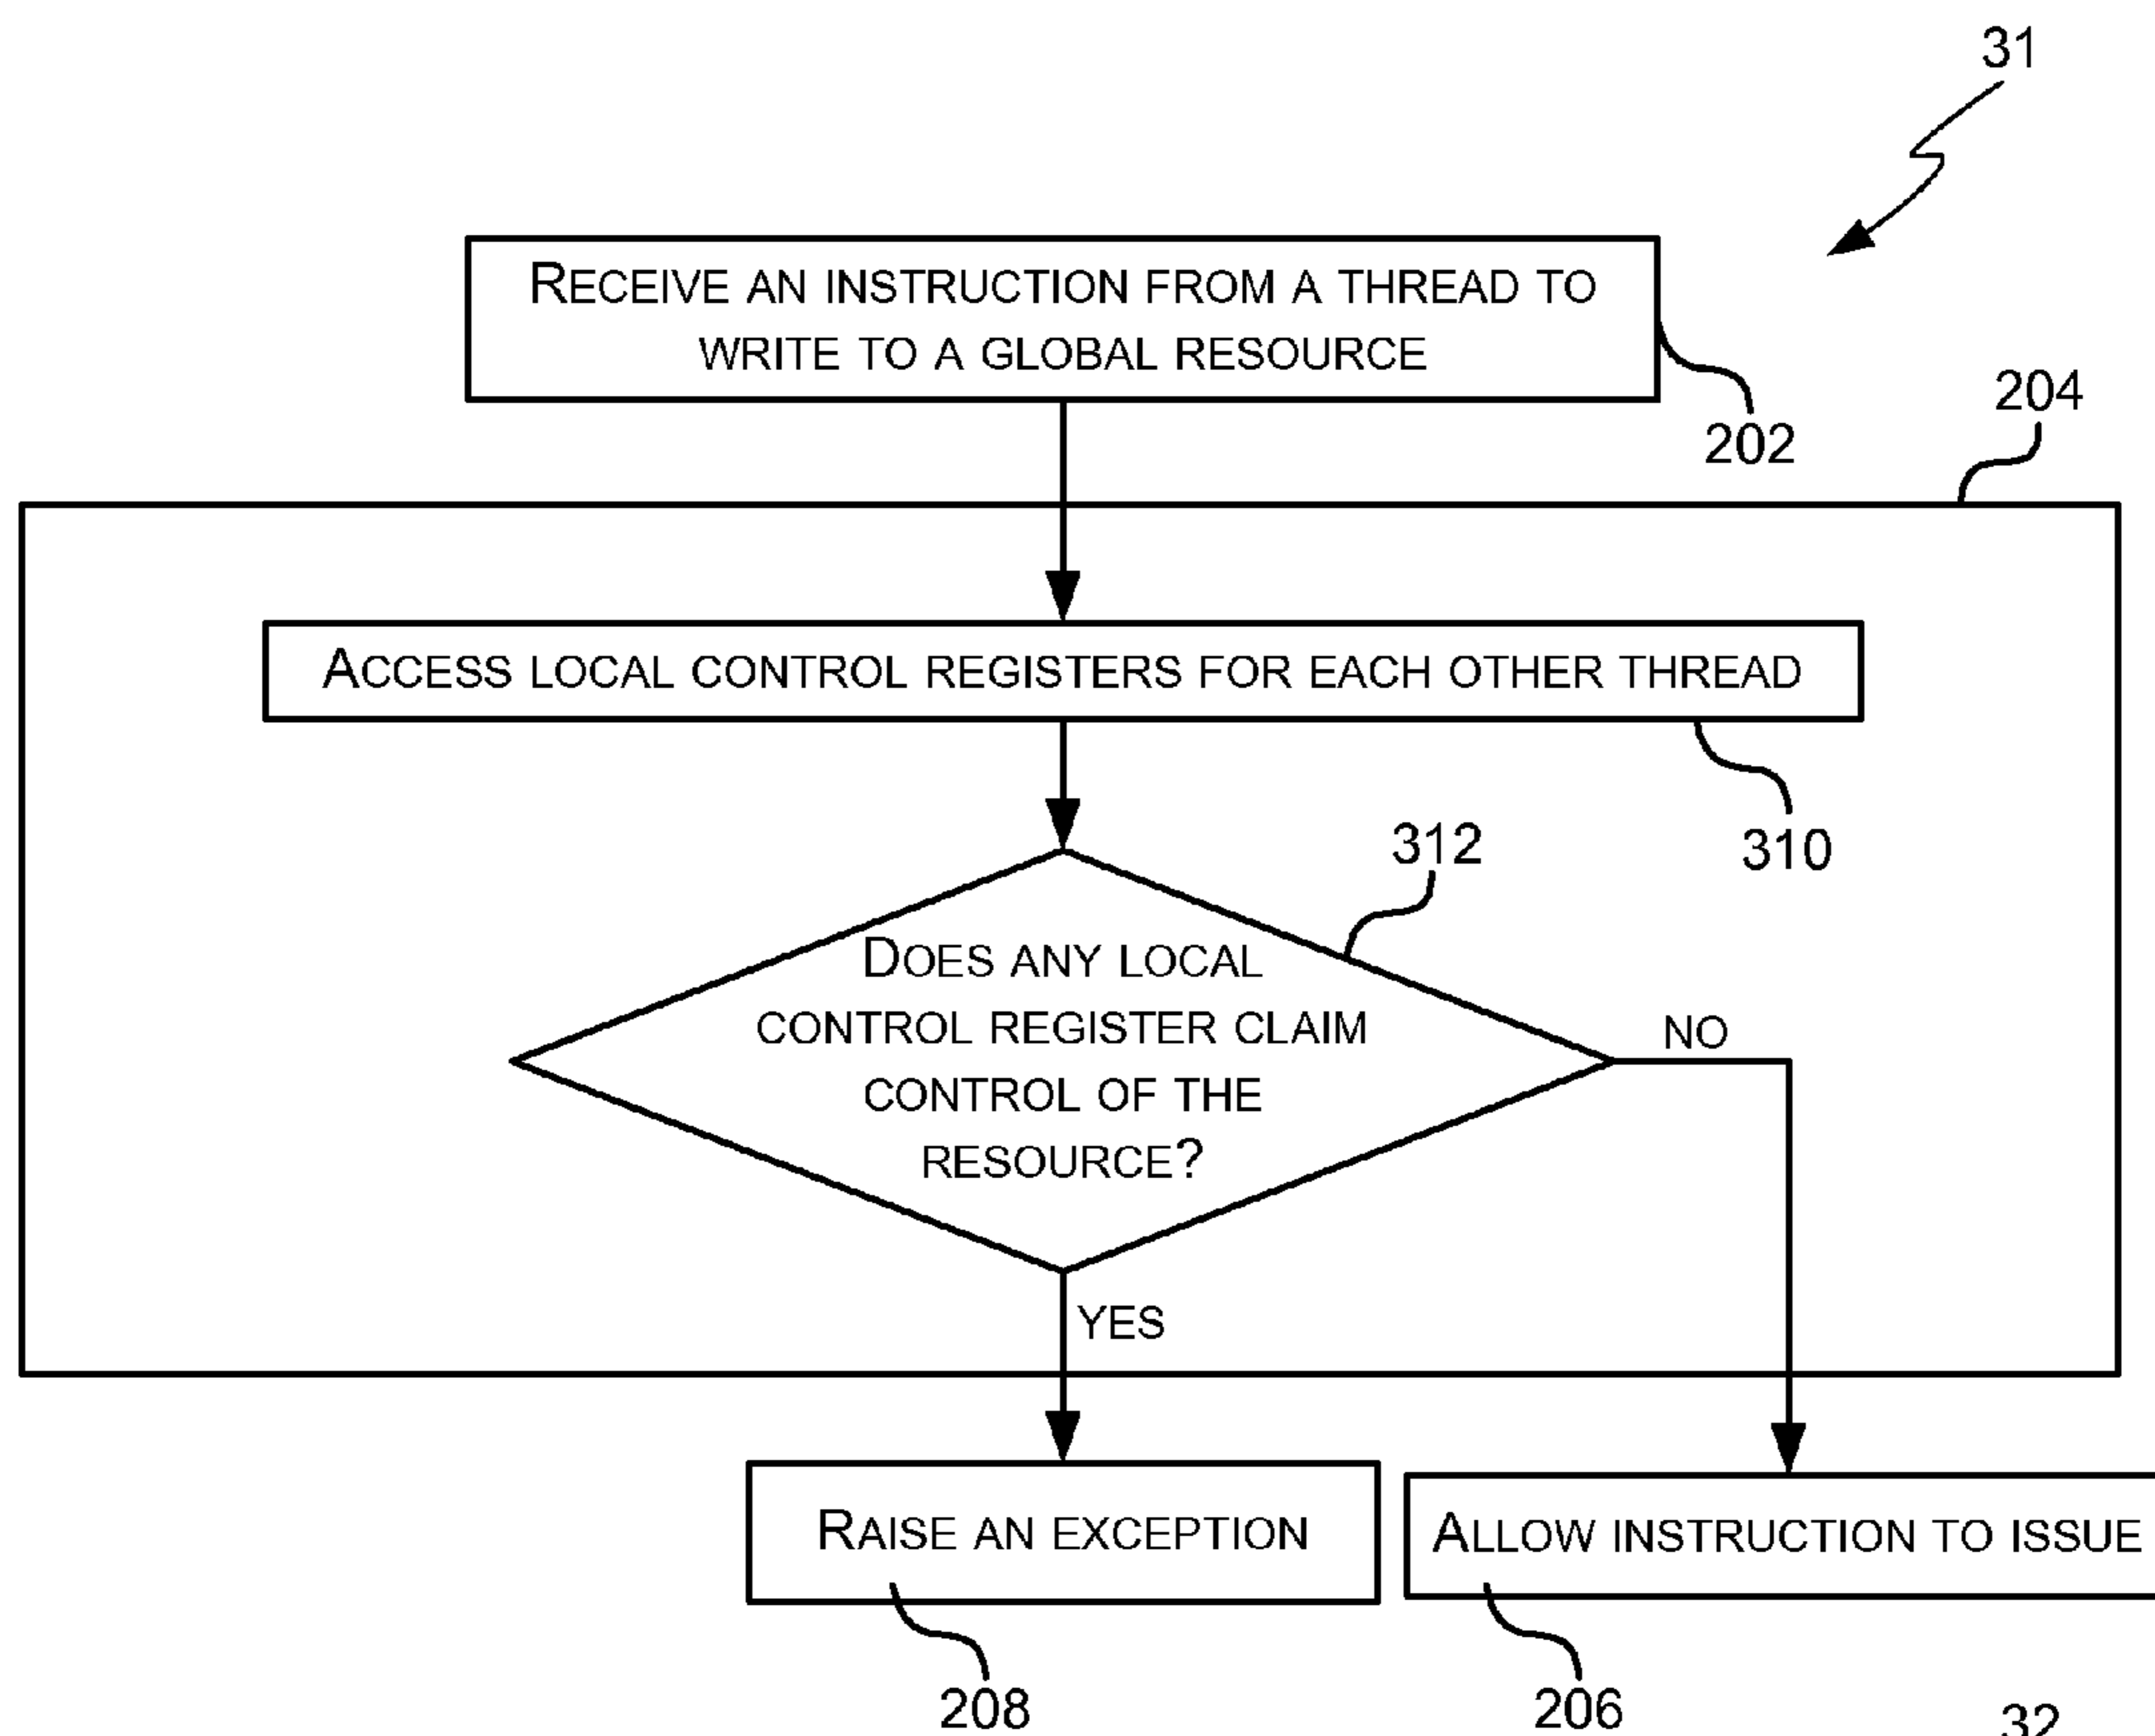 31
RECEIVE AN INSTRUCTION FROM A THREAD TO
WRITE TO A GLOBAL RESOURCE
202
204
ACCESS LOCAL CONTROL REGISTERS FOR EACH OTHER THREAD
310
312
DOES ANY LOCAL
CONTROL REGISTER CLAIM
CONTROL OF THE
RESOURCE?
NO
YES
RAISE AN EXCEPTION
ALLOW INSTRUCTION TO ISSUE
208
206
32